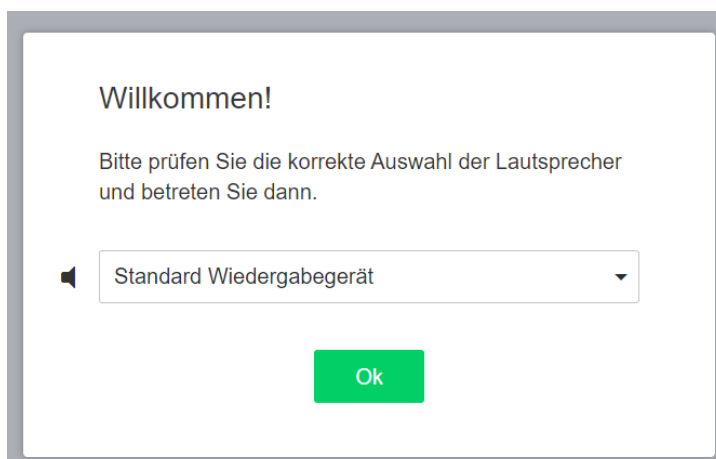 Willkommen!
Bitte prüfen Sie die korrekte Auswahl der Lautsprecher
und betreten Sie dann.
Standard Wiedergabegerät
Ok